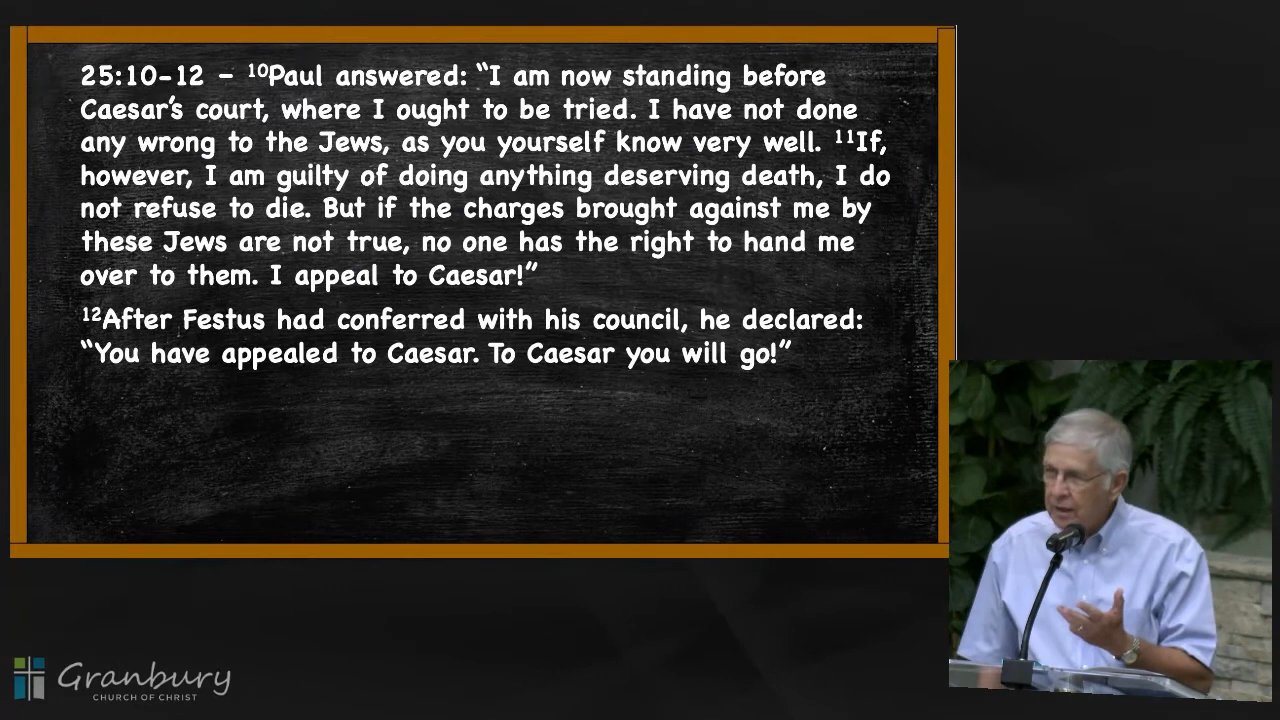 25:10-12 – ¹⁰Paul answered: “I am now standing before
Caesar’s court, where I ought to be tried. I have not done
any wrong to the Jews, as you yourself know very well. ¹¹If,
however, I am guilty of doing anything deserving death, I do
not refuse to die. But if the charges brought against me by
these Jews are not true, no one has the right to hand me
over to them. I appeal to Caesar!”
¹²After Festus had conferred with his council, he declared:
“You have appealed to Caesar. To Caesar you will go!”
Granbury
CHURCH OF CHRIST